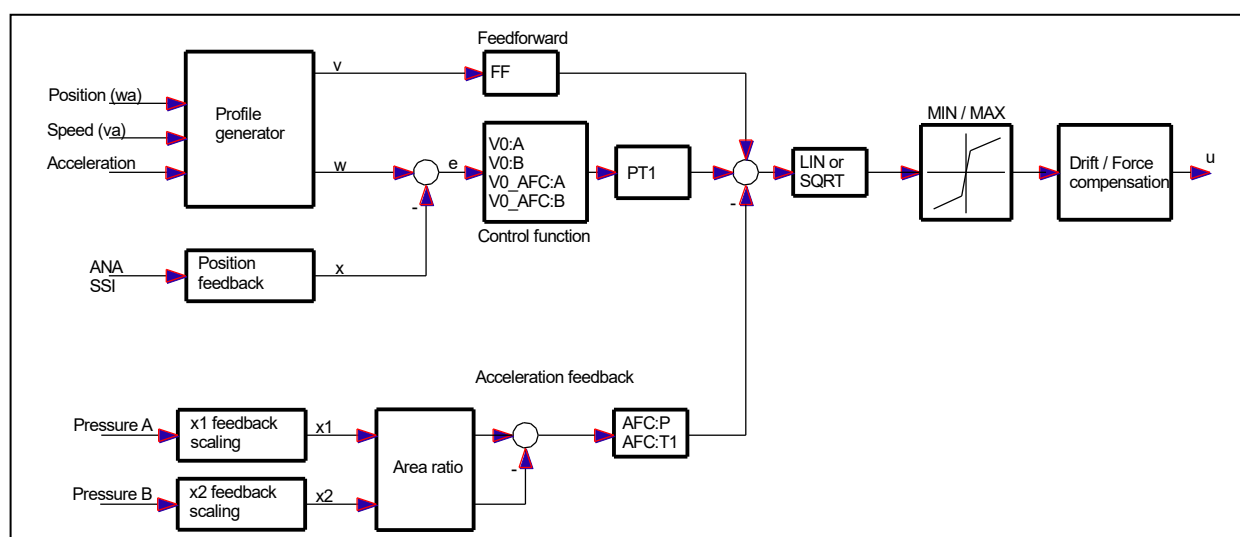 Feedforward
v
FF
Position (wa)
Speed (va)
Acceleration
Profile
generator
w
e
-
V0:A
V0:B
V0_AFC:A
V0_AFC:B
Control function
PT1
-
LIN or
SQRT
MIN / MAX
Drift / Force
compensation
u
ANA
SSI
Position
feedback
x
Acceleration feedback
Pressure A
x1 feedback
scaling
x1
Area ratio
-
AFC:P
AFC:T1
Pressure B
x2 feedback
scaling
x2